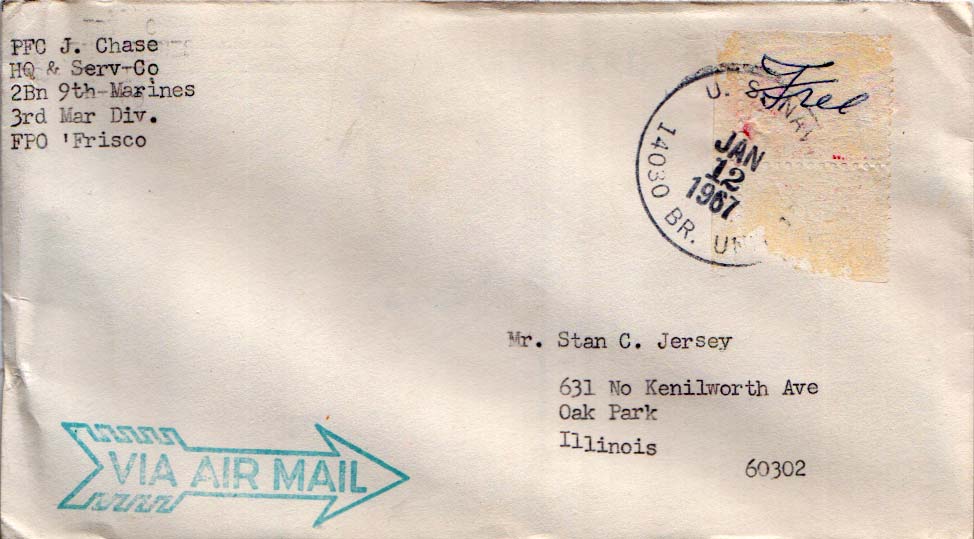 PFC J. Chase
HQ & Serv-Co
2Bn 9th Marines
3rd Mar Div.
FPO 'Frisco
Free
U. S. NAVY
JAN
12
1967
14030 BR.
Mr. Stan C. Jersey
631 No Kenilworth Ave
Oak Park
Illinois
60302
VIA AIR MAIL